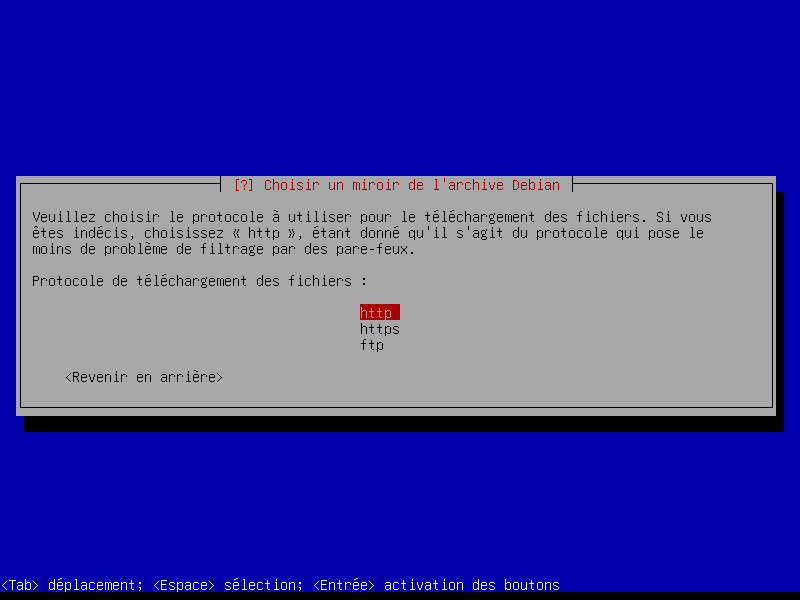 [?] Choisir un miroir de l'archive Debian
Veuillez choisir le protocole à utiliser pour le téléchargement des fichiers. Si vous
êtes indécis, choisissez « http », étant donné qu'il s'agit du protocole qui pose le
moins de problème de filtrage par des pare-feux.
Protocole de téléchargement des fichiers :
http
https
ftp
<Revenir en arrière>
<Tab> déplacement; <Espace> sélection; <Entrée> activation des boutons